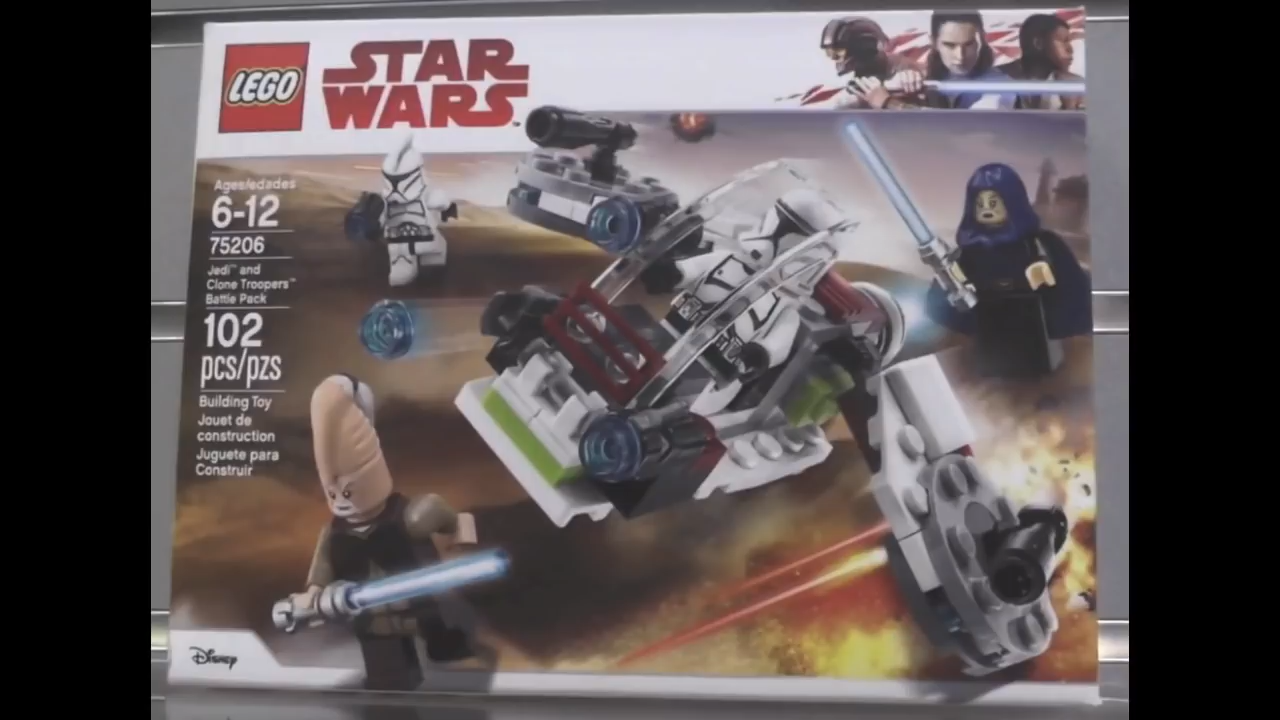 LEGO
STAR
WARS™
Ages/edades
6-12
75206
Jedi™ and
Clone Troopers™
Battle Pack
102
pcs/pzs
Building Toy
Jouet de
construction
Juguete para
Construir
Disney